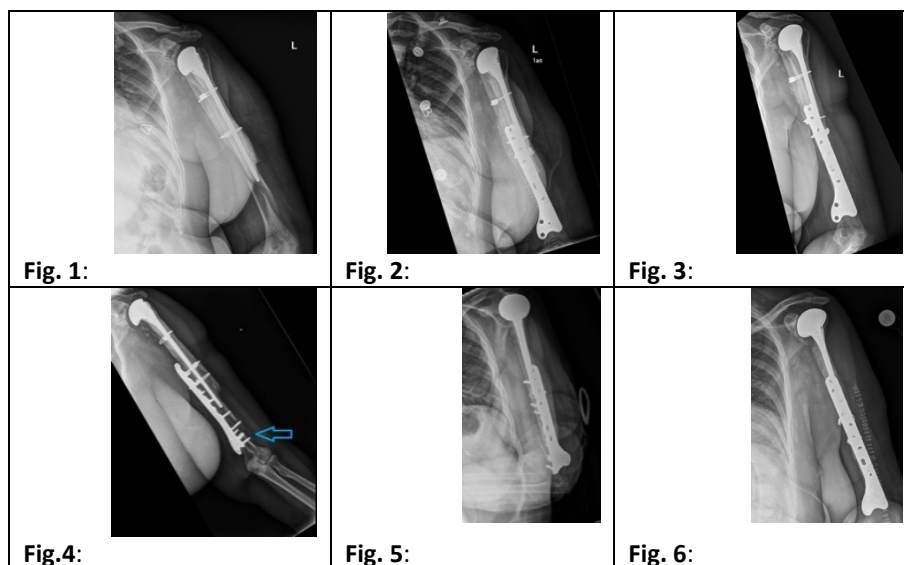 L
L
lat
L
Fig. 1:
Fig. 2:
Fig. 3:
Fig.4:
Fig. 5:
Fig. 6: